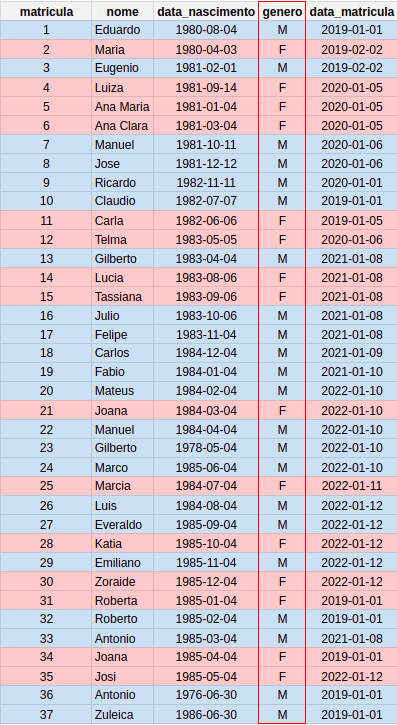 matricula nome data_nascimento genero data_matricula
1 Eduardo 1980-08-04 M 2019-01-01
2 Maria 1980-04-03 F 2019-02-02
3 Eugenio 1981-02-01 M 2019-02-02
4 Luiza 1981-09-14 F 2020-01-05
5 Ana Maria 1981-01-04 F 2020-01-05
6 Ana Clara 1981-03-04 F 2020-01-05
7 Manuel 1981-10-11 M 2020-01-06
8 Jose 1981-12-12 M 2020-01-06
9 Ricardo 1982-11-11 M 2020-01-01
10 Claudio 1982-07-07 M 2019-01-01
11 Carla 1982-06-06 F 2019-01-05
12 Telma 1983-05-05 F 2020-01-06
13 Gilberto 1983-04-04 M 2021-01-08
14 Lucia 1983-08-06 F 2021-01-08
15 Tassiana 1983-09-06 F 2021-01-08
16 Julio 1983-10-06 M 2021-01-08
17 Felipe 1983-11-04 M 2021-01-08
18 Carlos 1984-12-04 M 2021-01-09
19 Fabio 1984-01-04 M 2021-01-10
20 Mateus 1984-02-04 M 2022-01-10
21 Joana 1984-03-04 F 2022-01-10
22 Manuel 1984-04-04 M 2022-01-10
23 Gilberto 1978-05-04 M 2022-01-10
24 Marco 1985-06-04 M 2022-01-10
25 Marcia 1984-07-04 F 2022-01-11
26 Luis 1984-08-04 M 2022-01-12
27 Everaldo 1985-09-04 M 2022-01-12
28 Katia 1985-10-04 F 2022-01-12
29 Emiliano 1985-11-04 M 2022-01-12
30 Zoraide 1985-12-04 F 2022-01-12
31 Roberta 1985-01-04 F 2019-01-01
32 Roberto 1985-02-04 M 2019-01-01
33 Antonio 1985-03-04 M 2021-01-08
34 Joana 1985-04-04 F 2019-01-01
35 Josi 1985-05-04 F 2022-01-12
36 Antonio 1976-06-30 M 2019-01-01
37 Zuleica 1986-06-30 M 2019-01-01